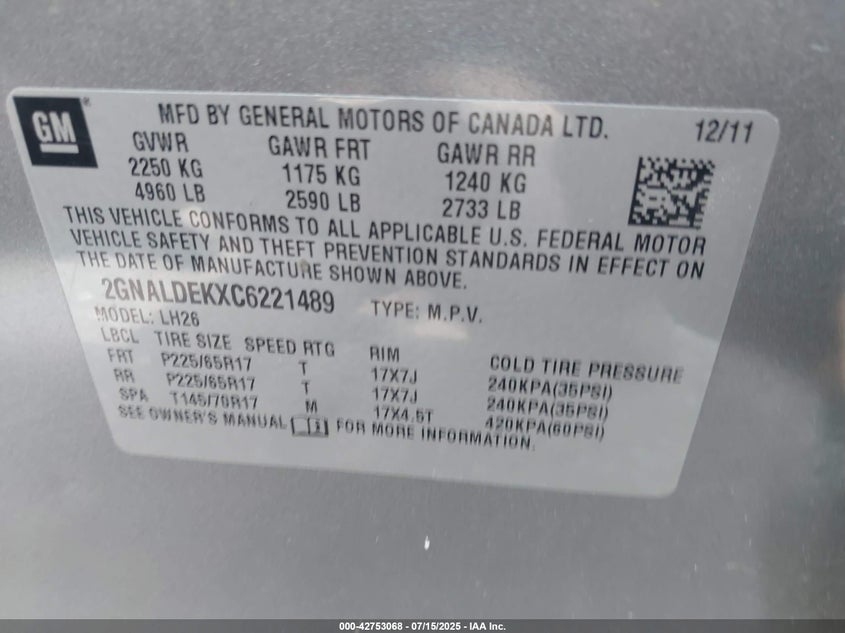 GM
MFD BY GENERAL MOTORS OF CANADA LTD.
12/11
GVWR GAWR FRT GAWR RR
2250 KG 1175 KG 1240 KG
4960 LB 2590 LB 2733 LB
THIS VEHICLE CONFORMS TO ALL APPLICABLE U.S. FEDERAL MOTOR
VEHICLE SAFETY AND THEFT PREVENTION STANDARDS IN EFFECT ON
THE DATE OF MANUFACTURE SHOWN ABOVE.
2GNALDEKXC6221489 TYPE: M.P.V.
MODEL: LH26
LBCL TIRE SIZE SPEED RTG RIM COLD TIRE PRESSURE
FRT P225/65R17 T 17X7J 240KPA(35PSI)
RR P225/65R17 T 17X7J 240KPA(35PSI)
SPA T145/70R17 M 17X4.5T 420KPA(60PSI)
SEE OWNER'S MANUAL FOR MORE INFORMATION.
000-42753068 - 07/15/2025 - IAA Inc.